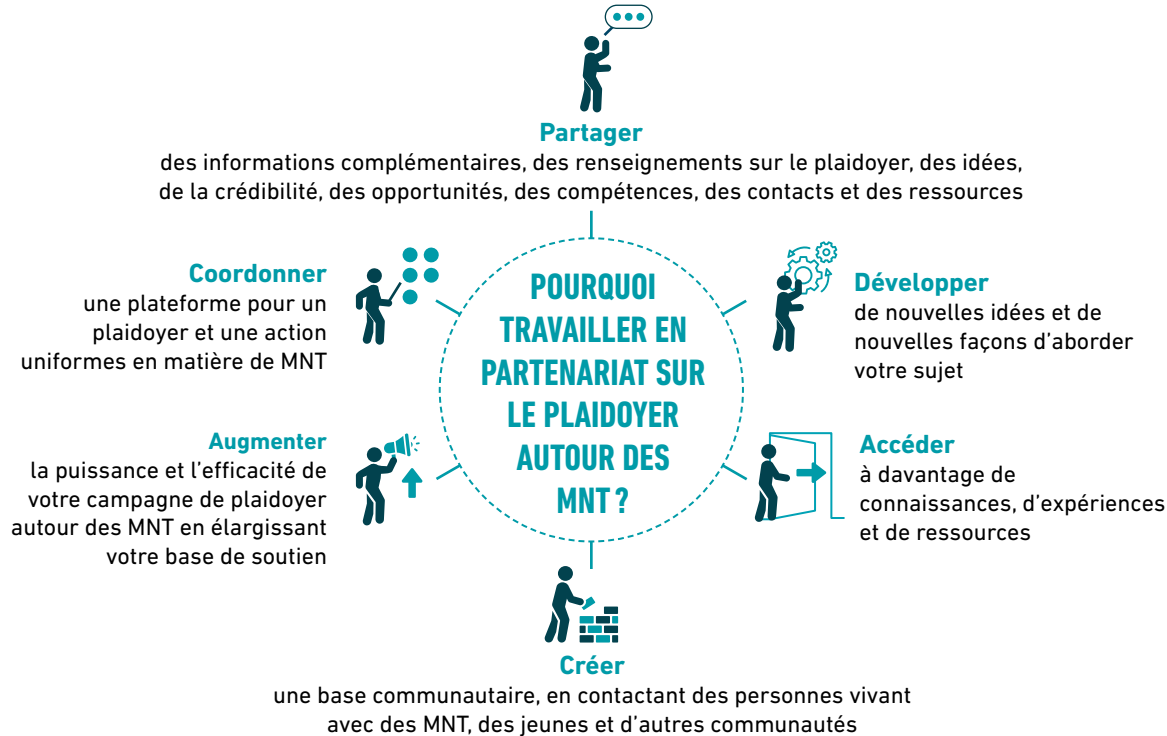 Partager
des informations complémentaires, des renseignements sur le plaidoyer, des idées,
de la crédibilité, des opportunités, des compétences, des contacts et des ressources
POURQUOI
TRAVAILLER EN
PARTENARIAT SUR
LE PLAIDOYER
AUTOUR DES
MNT ?
Développer
de nouvelles idées et de
nouvelles façons d’aborder
votre sujet
Accéder
à davantage de
connaissances, d’expériences
et de ressources
Créer
une base communautaire, en contactant des personnes vivant
avec des MNT, des jeunes et d’autres communautés
Augmenter
la puissance et l’efficacité de
votre campagne de plaidoyer
autour des MNT en élargissant
votre base de soutien
Coordonner
une plateforme pour un
plaidoyer et une action
uniformes en matière de MNT